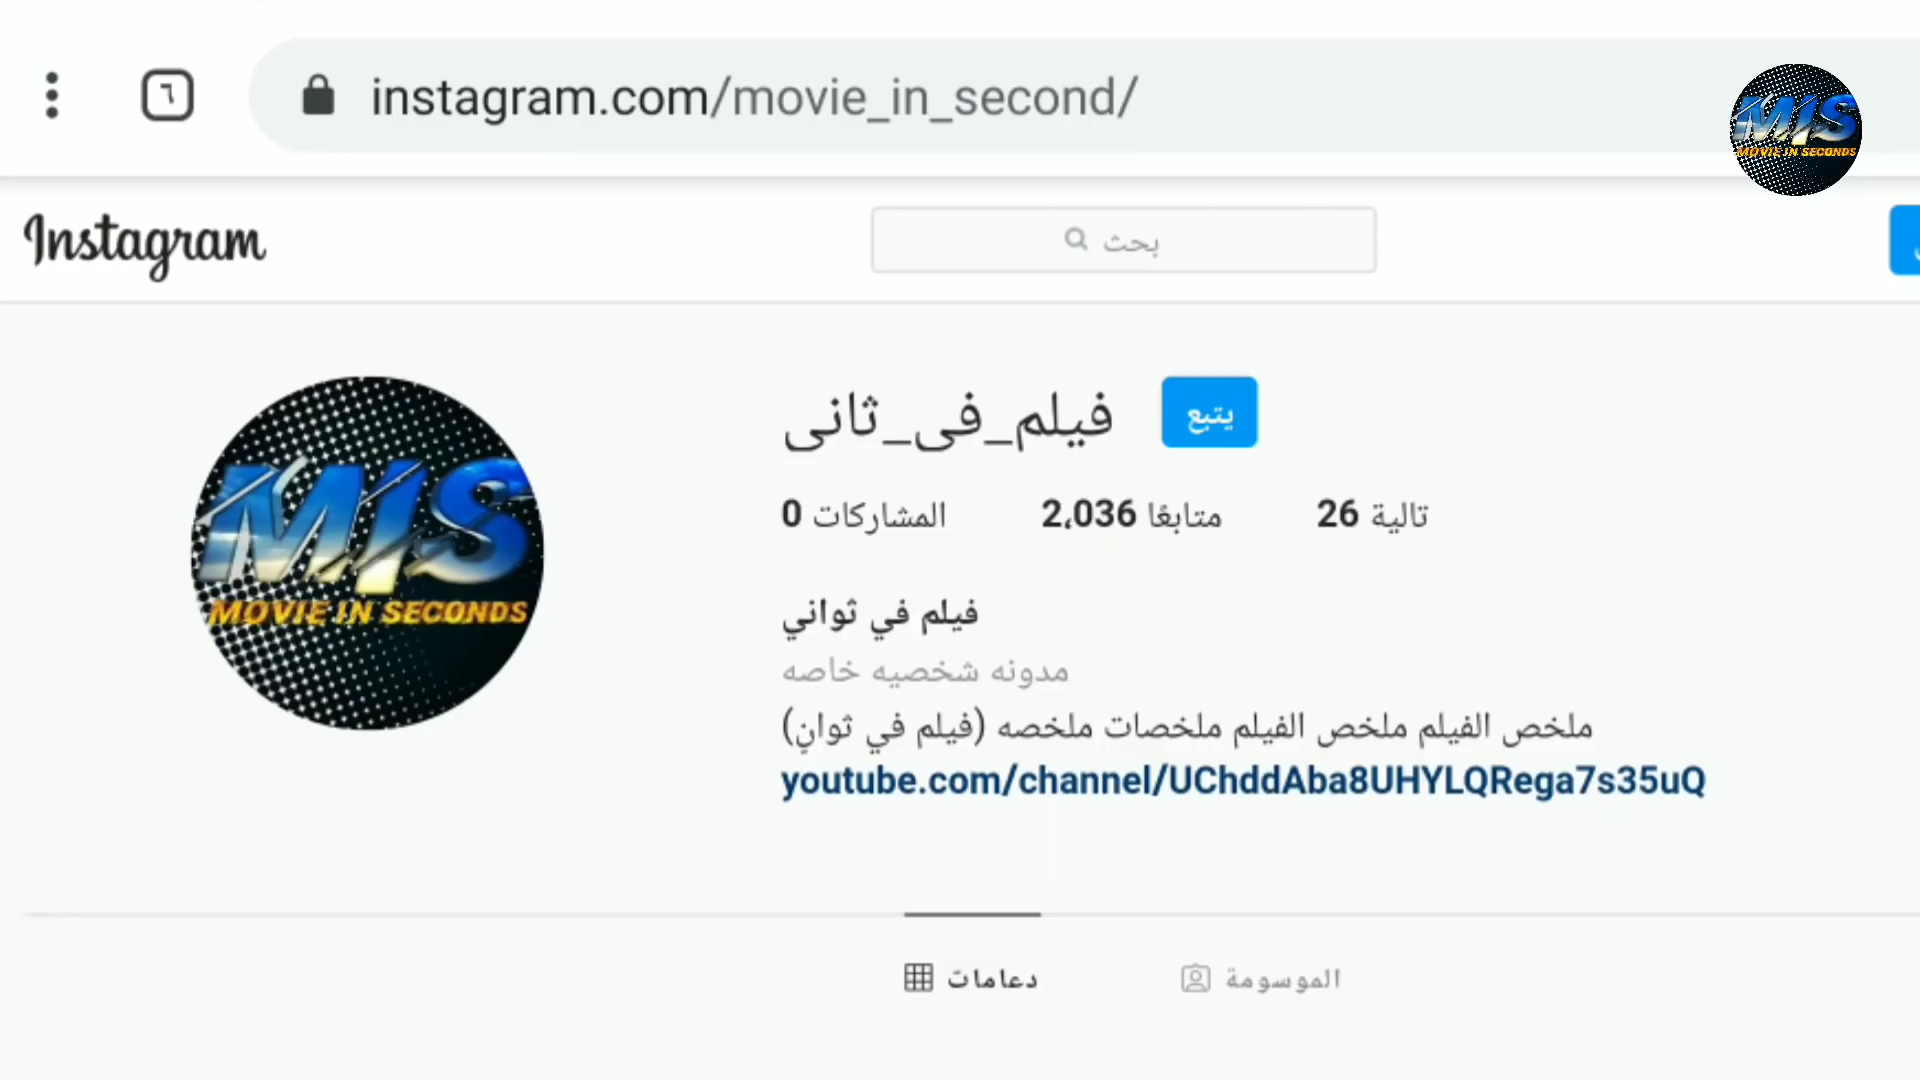 ٦
instagram.com/movie_in_second/
MIS
MOVIE IN SECONDS
Instagram
بحث
فيلم_فى_ثانى
يتبع
0 المشاركات
2،036 متابعًا
26 تالية
فيلم في ثواني
مدونه شخصيه خاصه
ملخص الفيلم ملخص الفيلم ملخصات ملخصه (فيلم في ثوانٍ)
youtube.com/channel/UChddAba8UHYLQRega7s35uQ
MIS
MOVIE IN SECONDS
دعامات
الموسومة